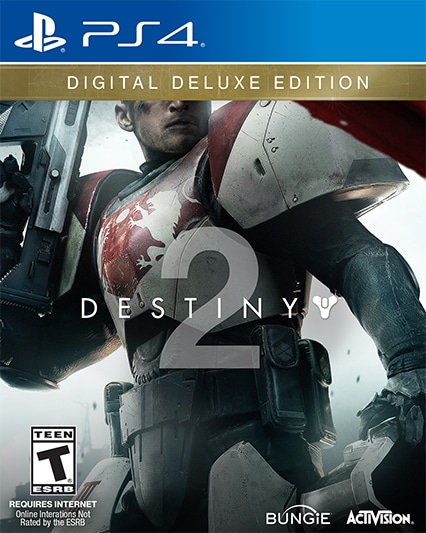 PS4
DIGITAL DELUXE EDITION
2
DESTINY
TEEN
T
ESRB
REQUIRES INTERNET
Online Interations Not
Rated by the ESRB
BUNGiE
ACTIVISION